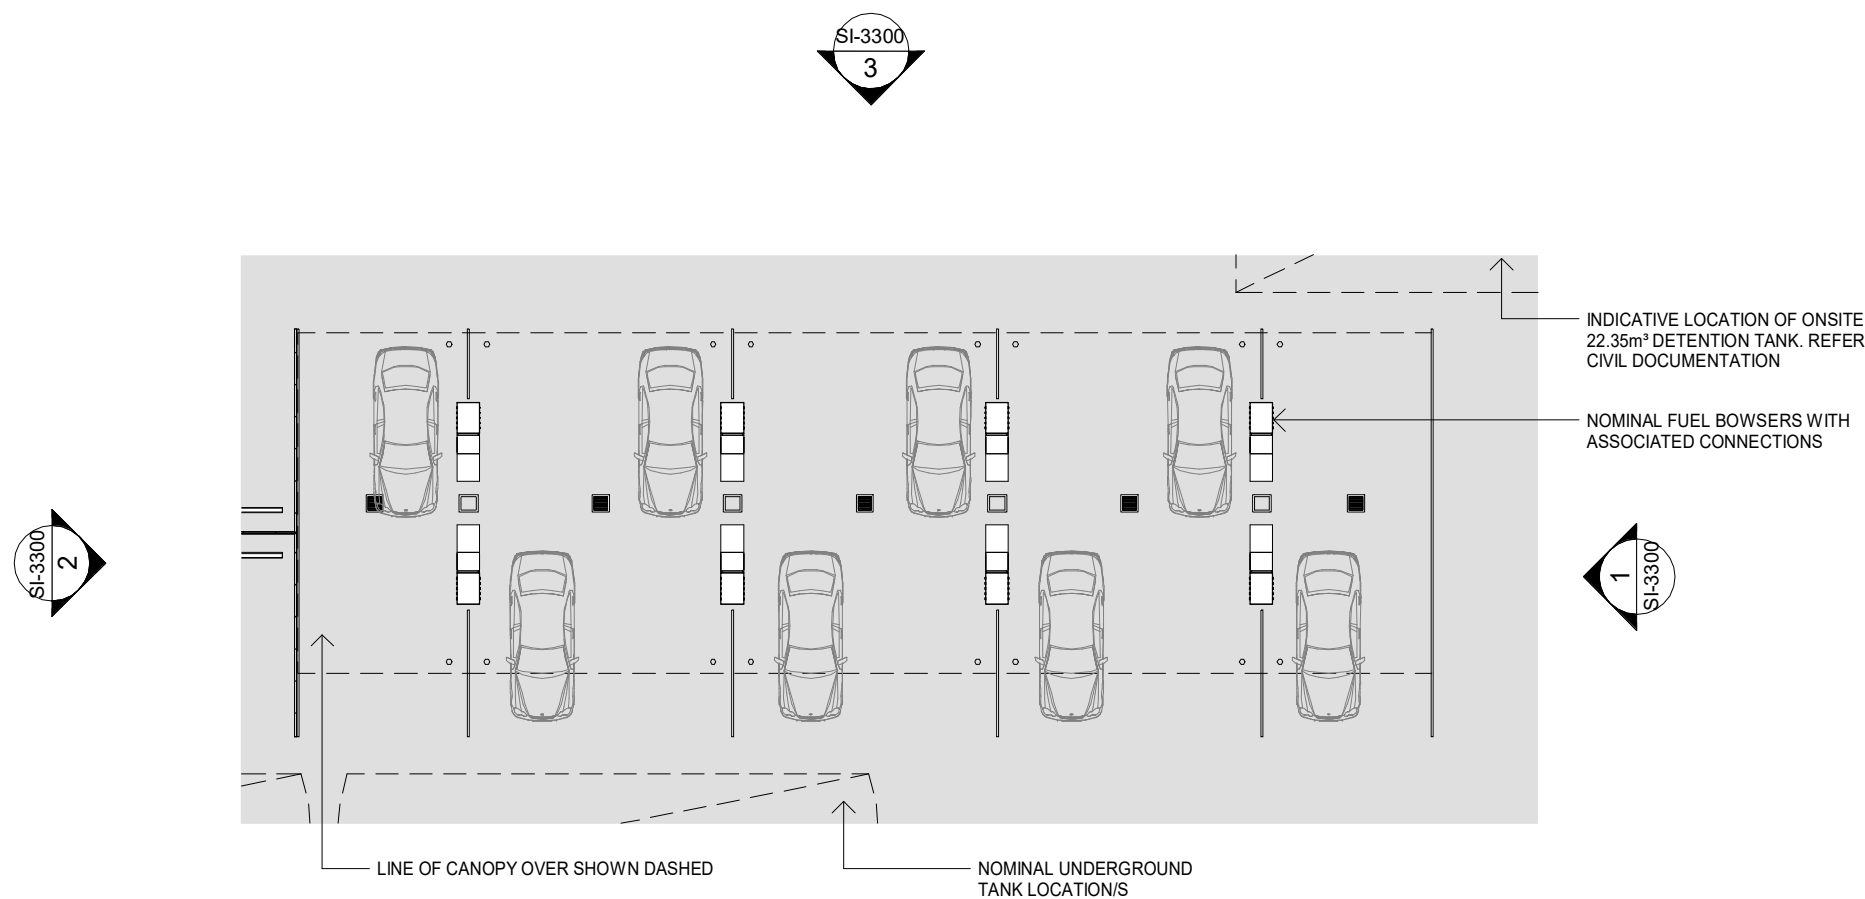 SI-3300
3
INDICATIVE LOCATION OF ONSITE
22.35m³ DETENTION TANK. REFER
CIVIL DOCUMENTATION
NOMINAL FUEL BOWSERS WITH
ASSOCIATED CONNECTIONS
SI-3300
2
1
SI-3300
LINE OF CANOPY OVER SHOWN DASHED
NOMINAL UNDERGROUND
TANK LOCATION/S